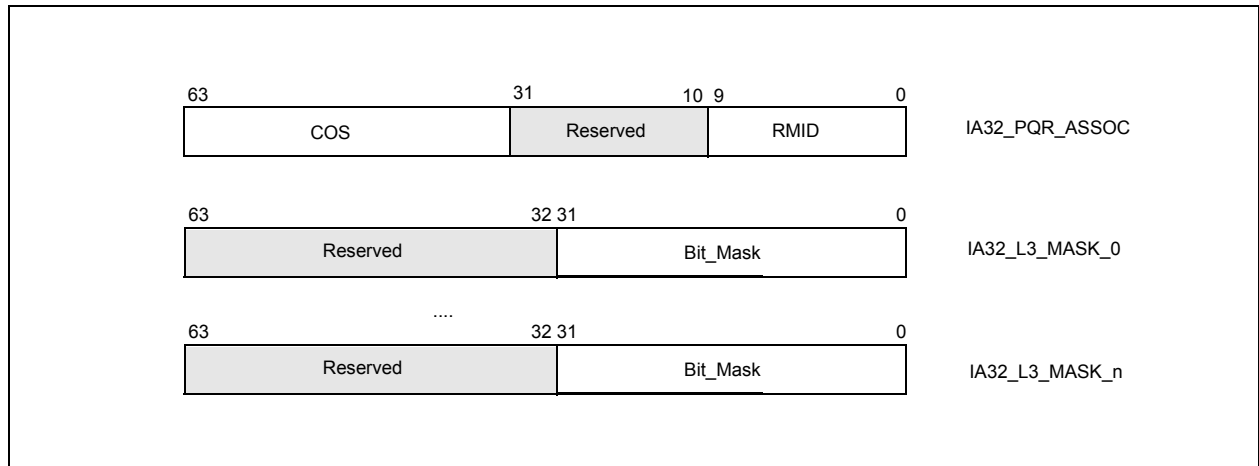 63 31 10 9 0
COS Reserved RMID IA32_PQR_ASSOC
63 32 31 0
Reserved Bit_Mask IA32_L3_MASK_0
....
63 32 31 0
Reserved Bit_Mask IA32_L3_MASK_n